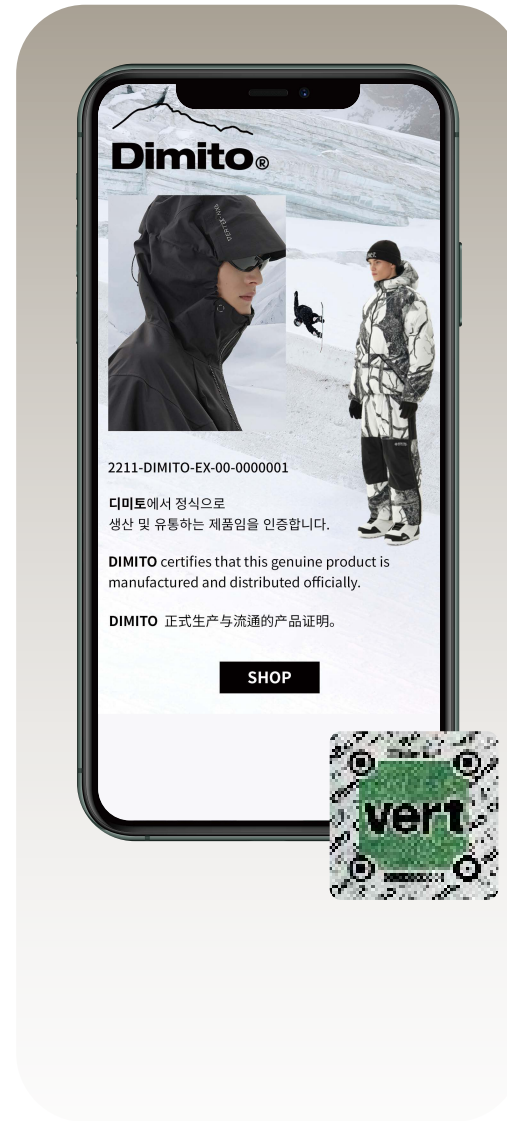 Dimito®
2211-DIMITO-EX-00-0000001
디미토에서 정식으로
생산 및 유통하는 제품임을 인증합니다.
DIMITO certifies that this genuine product is
manufactured and distributed officially.
DIMITO 正式生产与流通的产品证明。
SHOP
vert